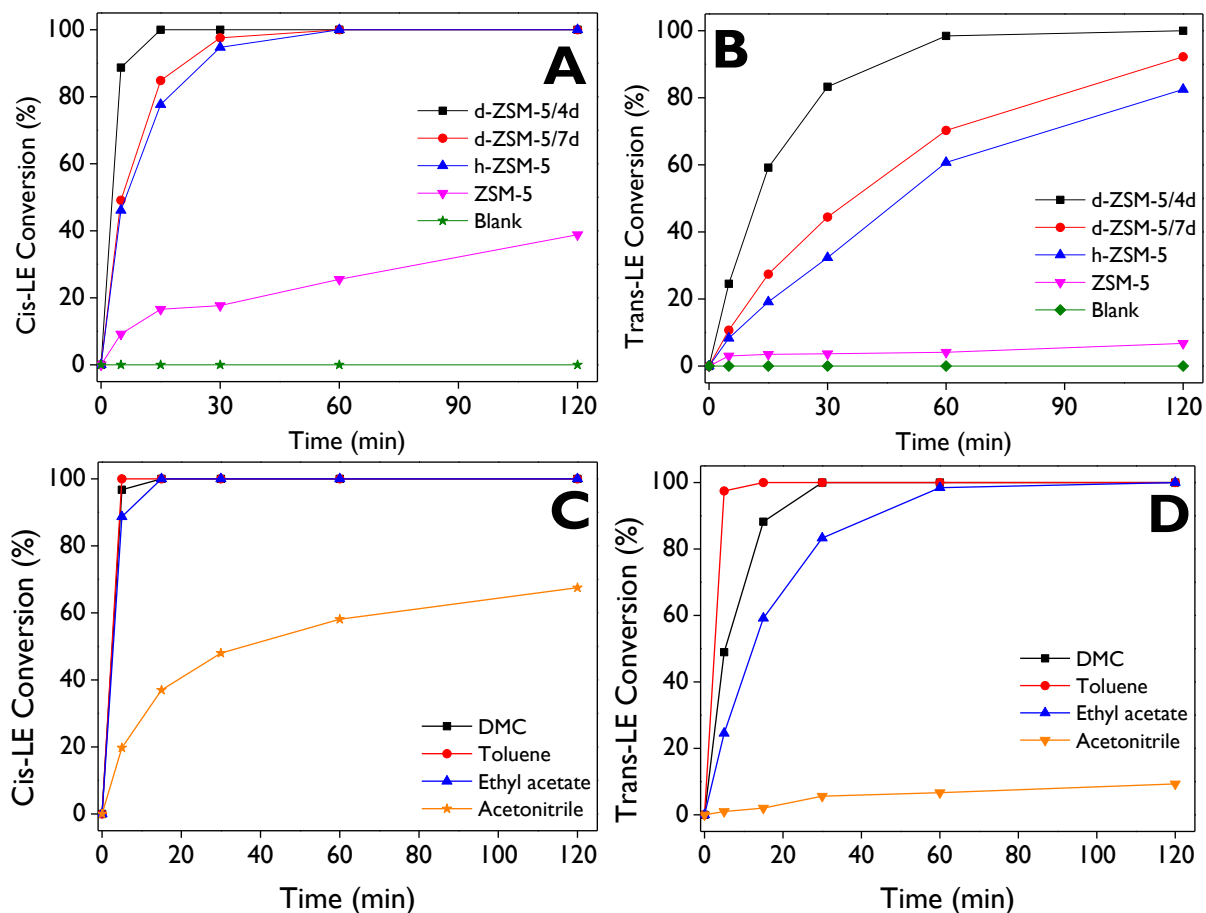 Cis-LE Conversion (%)
100
80
60
40
20
0
A
d-ZSM-5/4d
d-ZSM-5/7d
h-ZSM-5
ZSM-5
Blank
0 30 60 90 120
Time (min)
Trans-LE Conversion (%)
100
80
60
40
20
0
B
d-ZSM-5/4d
d-ZSM-5/7d
h-ZSM-5
ZSM-5
Blank
0 30 60 90 120
Time (min)
Cis-LE Conversion (%)
100
80
60
40
20
0
C
DMC
Toluene
Ethyl acetate
Acetonitrile
0 20 40 60 80 100 120
Time (min)
Trans-LE Conversion (%)
100
80
60
40
20
0
D
DMC
Toluene
Ethyl acetate
Acetonitrile
0 20 40 60 80 100 120
Time (min)